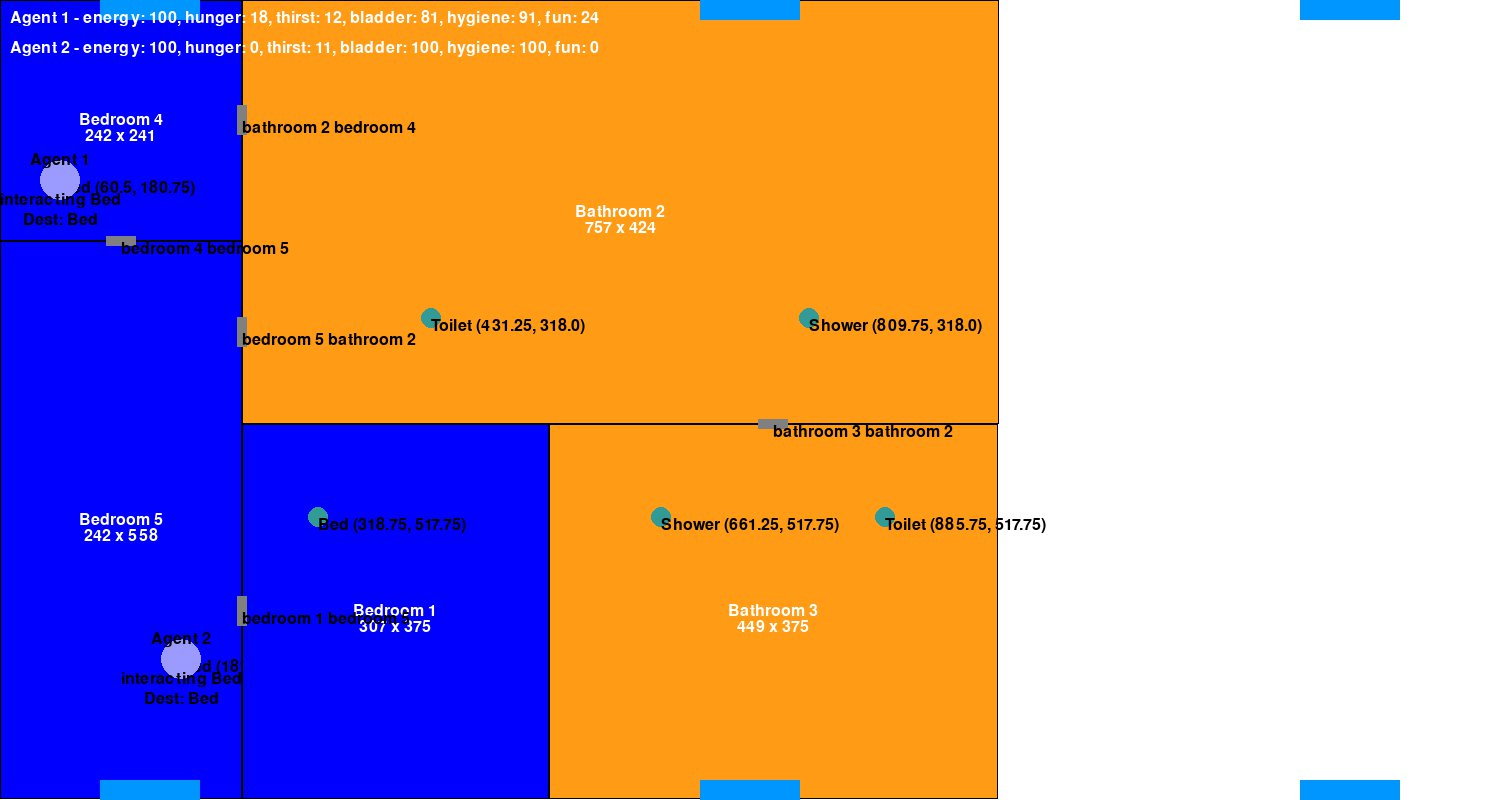 Agent 1 - energy: 100, hunger: 18, thirst: 12, bladder: 81, hygiene: 91, fun: 24
Agent 2 - energy: 100, hunger: 0, thirst: 11, bladder: 100, hygiene: 100, fun: 0
Bedroom 4
242 x 241
bathroom 2 bedroom 4
Agent 1
(60.5, 180.75)
interacting Bed
Dest: Bed
Bathroom 2
757 x 424
bedroom 4 bedroom 5
Toilet (431.25, 318.0)
Shower (809.75, 318.0)
bedroom 5 bathroom 2
bathroom 3 bathroom 2
Bedroom 5
242 x 558
Bed (318.75, 517.75)
Shower (661.25, 517.75)
Toilet (885.75, 517.75)
Bedroom 1
307 x 375
bedroom 1 bedroom 5
Bathroom 3
449 x 375
Agent 2
interacting Bed
Dest: Bed